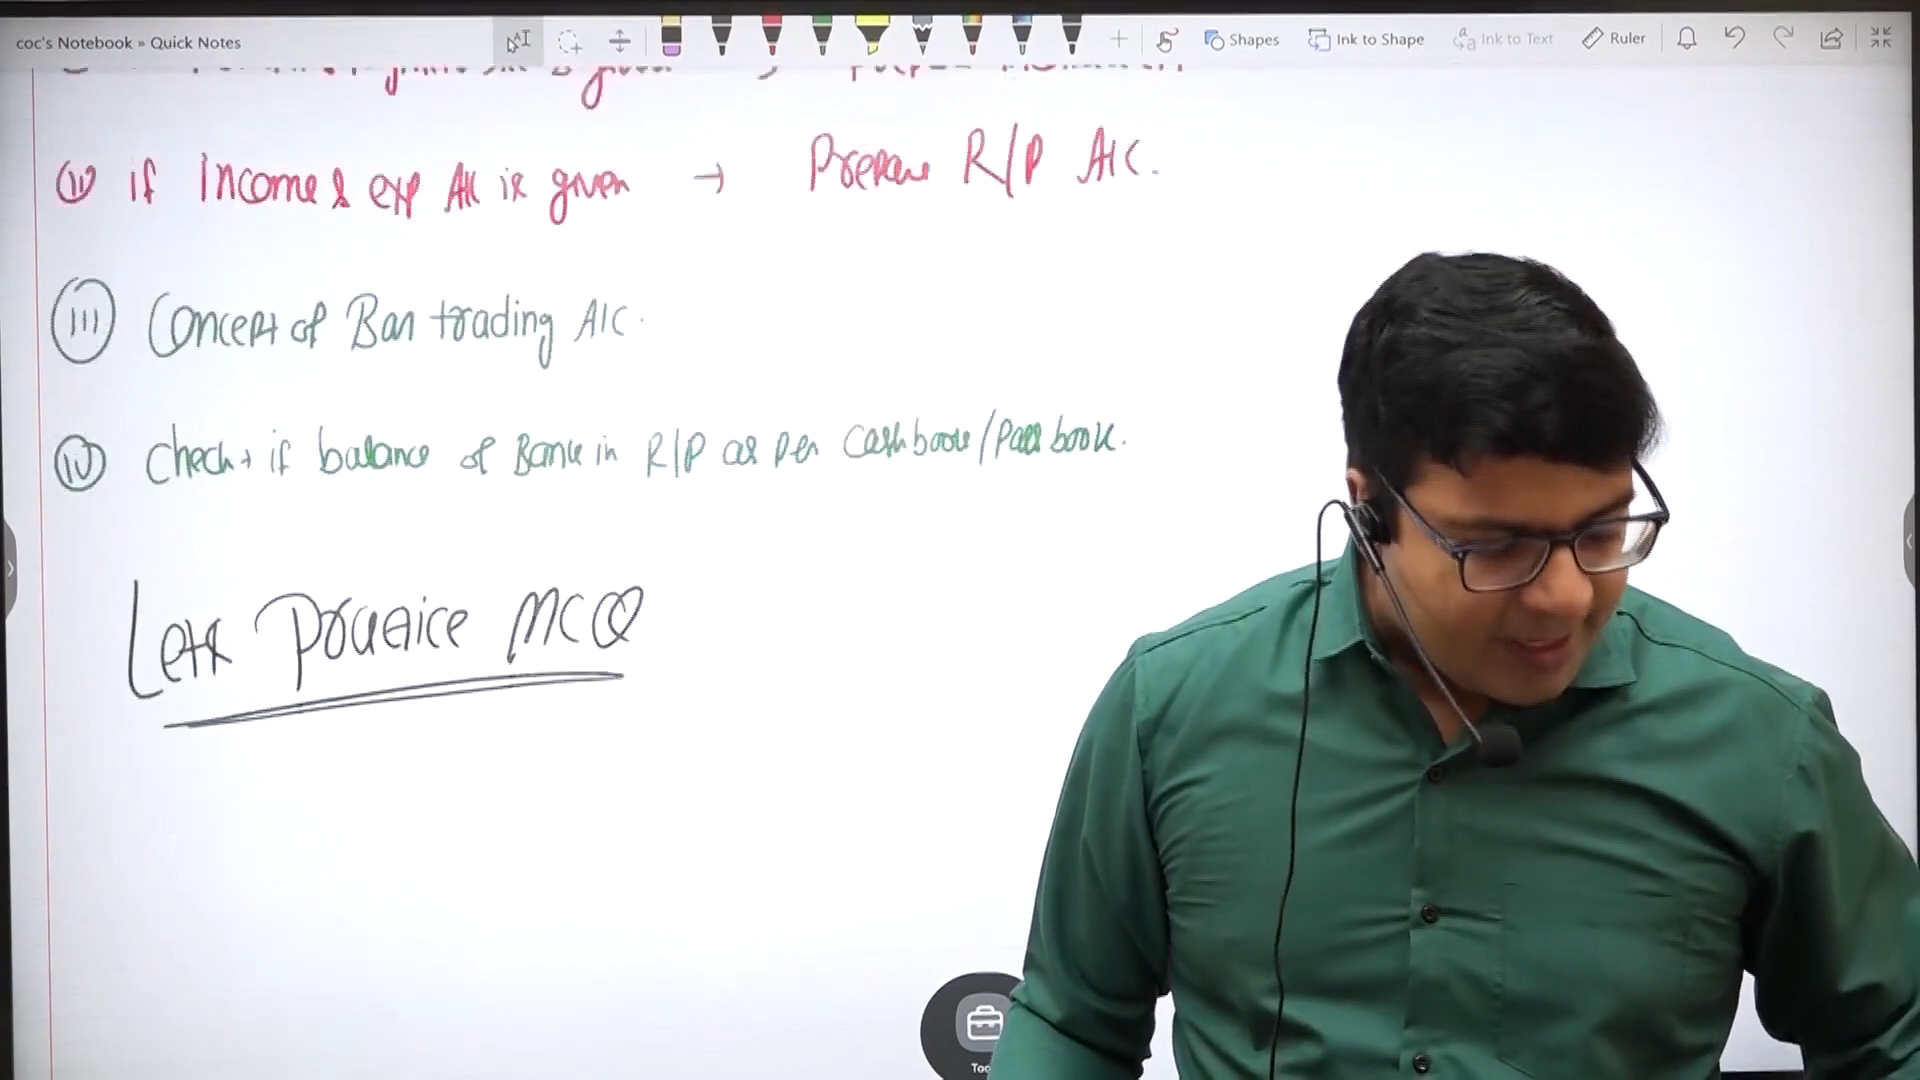 coc's Notebook » Quick Notes
Shapes Ink to Shape Ink to Text Ruler
(ii) if Income & exp A/c is given → Prepare R/P A/C.
(III) Concept of Bar trading A/C.
(iv) Check → if balance of Bank in R/P as per Cashbook/Pass book.
Lets Practice MCQ